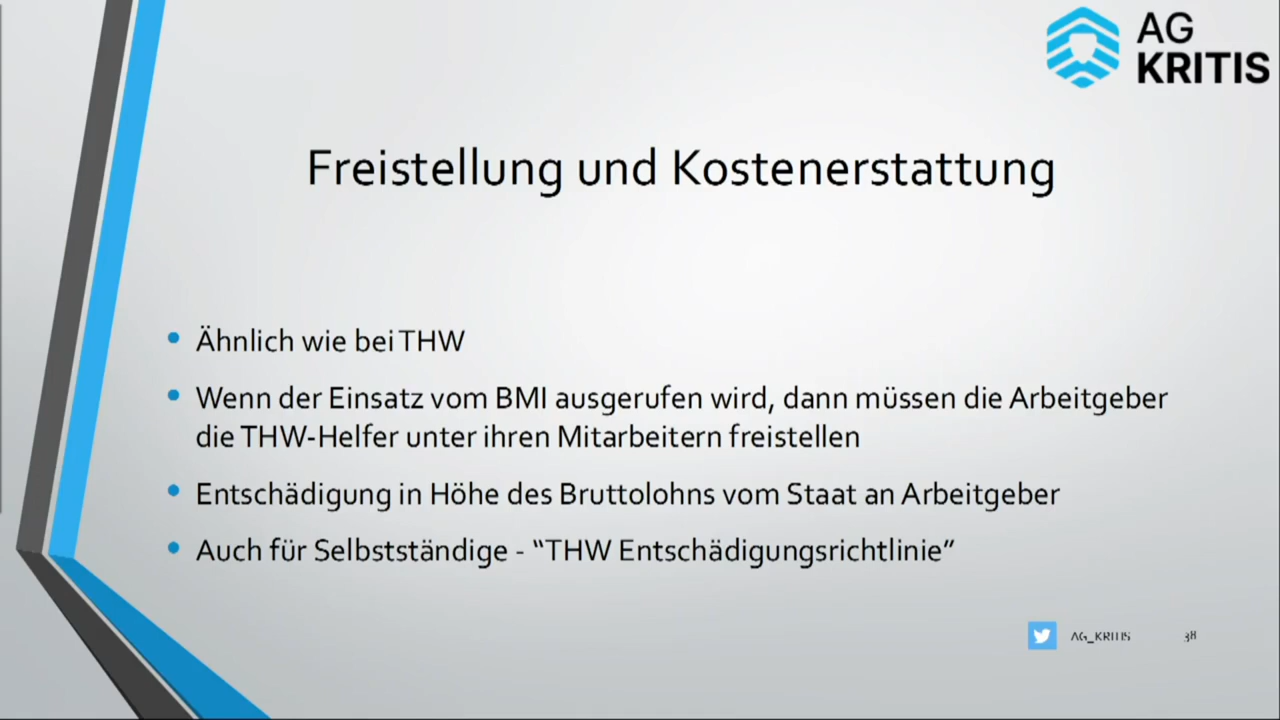 AG
KRITIS
Freistellung und Kostenerstattung
• Ähnlich wie bei THW
• Wenn der Einsatz vom BMI ausgerufen wird, dann müssen die Arbeitgeber
die THW-Helfer unter ihren Mitarbeitern freistellen
• Entschädigung in Höhe des Bruttolohns vom Staat an Arbeitgeber
• Auch für Selbstständige - “THW Entschädigungsrichtlinie”
AG_KRITIS
38